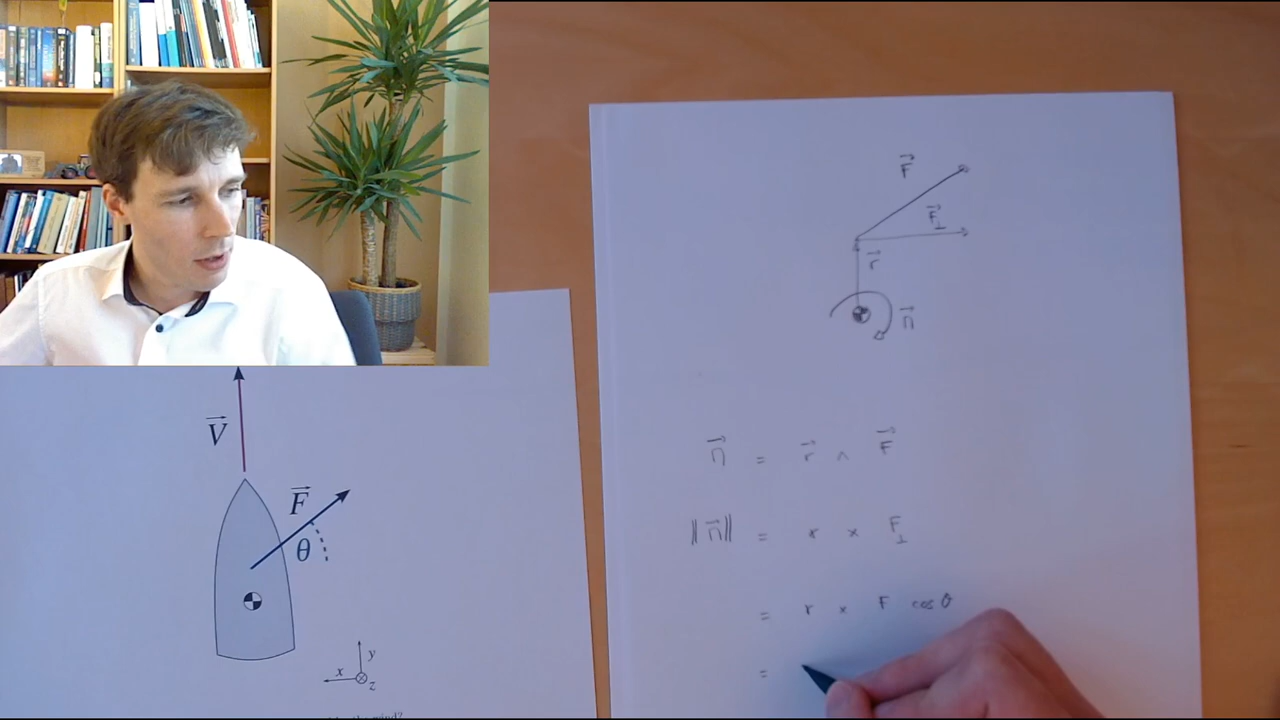 V⃗
F⃗
θ
x y z
F⃗
F⃗⊥
r⃗
M⃗
M⃗ = r⃗ ∧ F⃗
||M⃗|| = r × F⊥
= r × F cos θ
=